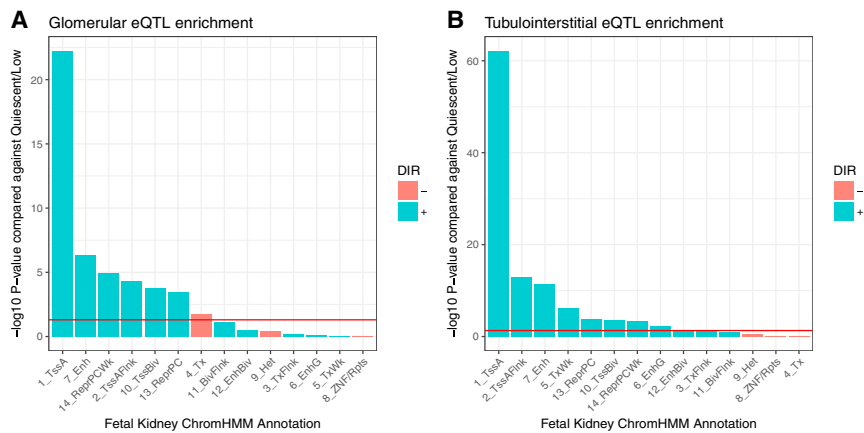 A
Glomerular eQTL enrichment
−log10 P−value compared against Quiescent/Low
20
15
10
5
0
1_TssA
7_Enh
14_ReprPCWk
2_TssAFlnk
10_TssBiv
13_ReprPC
4_Tx
11_BivFlnk
12_EnhBiv
9_Het
3_TxFlnk
6_EnhG
5_TxWk
8_ZNF/Rpts
Fetal Kidney ChromHMM Annotation
DIR
−
+
B
Tubulointerstitial eQTL enrichment
−log10 P−value compared against Quiescent/Low
60
40
20
0
1_TssA
2_TssAFlnk
7_Enh
5_TxWk
13_ReprPC
10_TssBiv
14_ReprPCWk
6_EnhG
12_EnhBiv
3_TxFlnk
11_BivFlnk
9_Het
8_ZNF/Rpts
4_Tx
Fetal Kidney ChromHMM Annotation
DIR
−
+